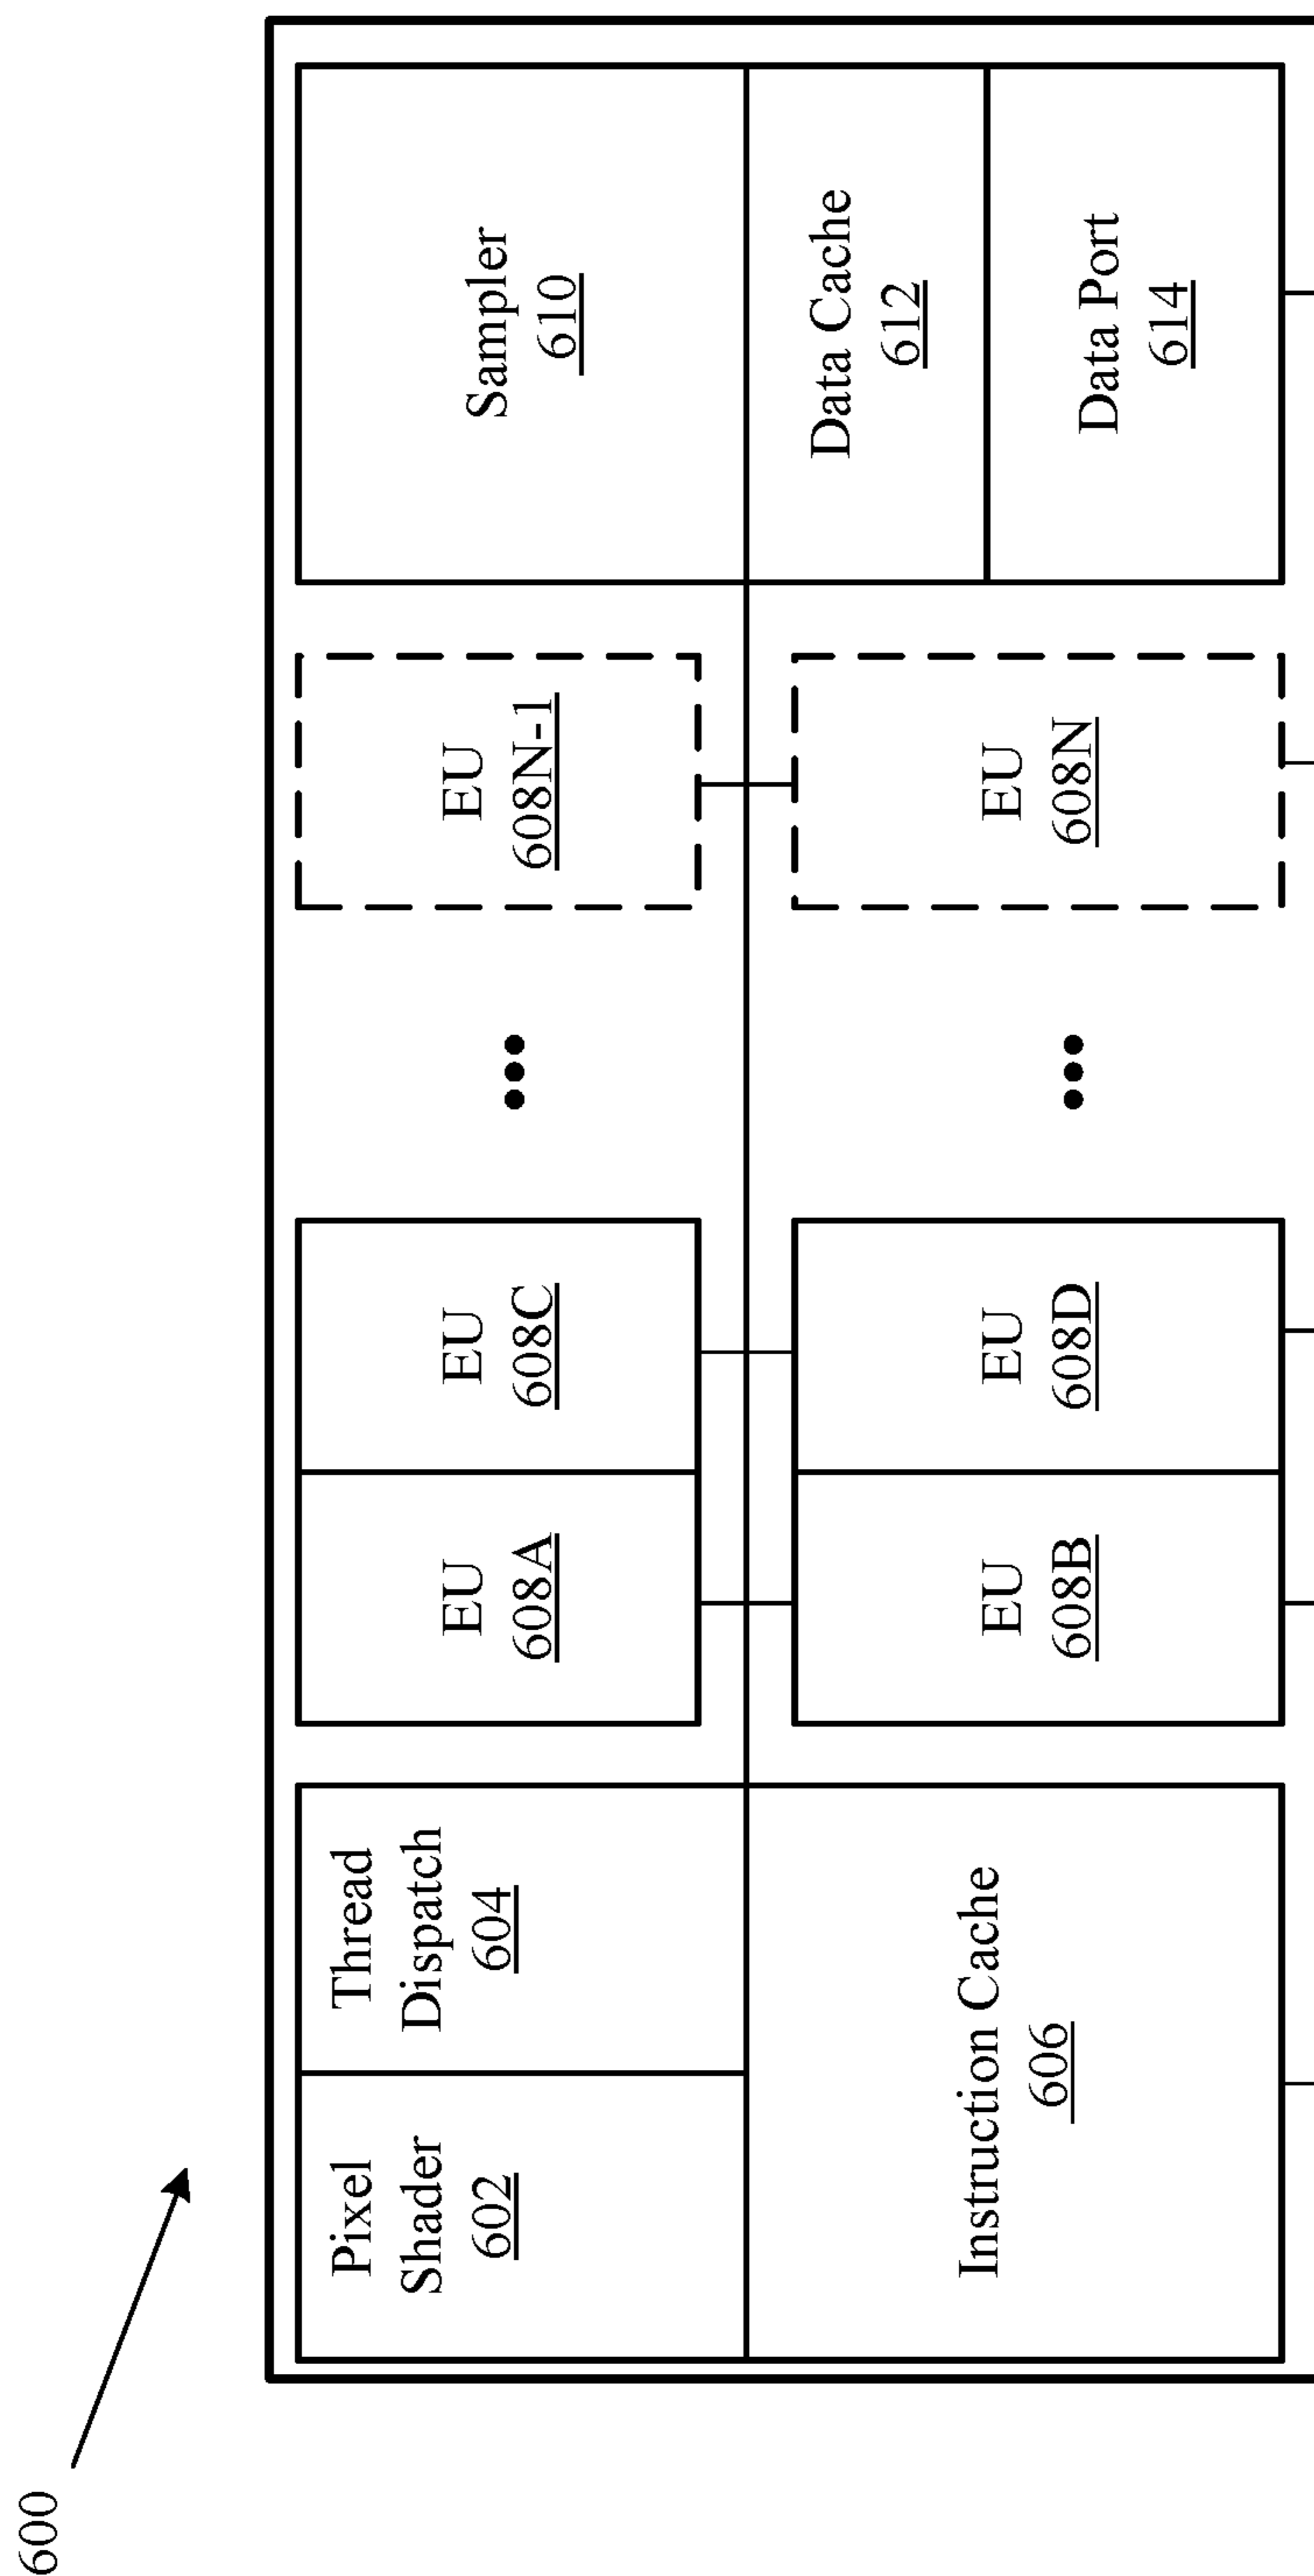 600
Pixel
Shader
602
Thread
Dispatch
604
Instruction Cache
606
EU
608A
EU
608C
EU
608B
EU
608D
•••
•••
EU
608N-1
EU
608N
Sampler
610
Data Cache
612
Data Port
614